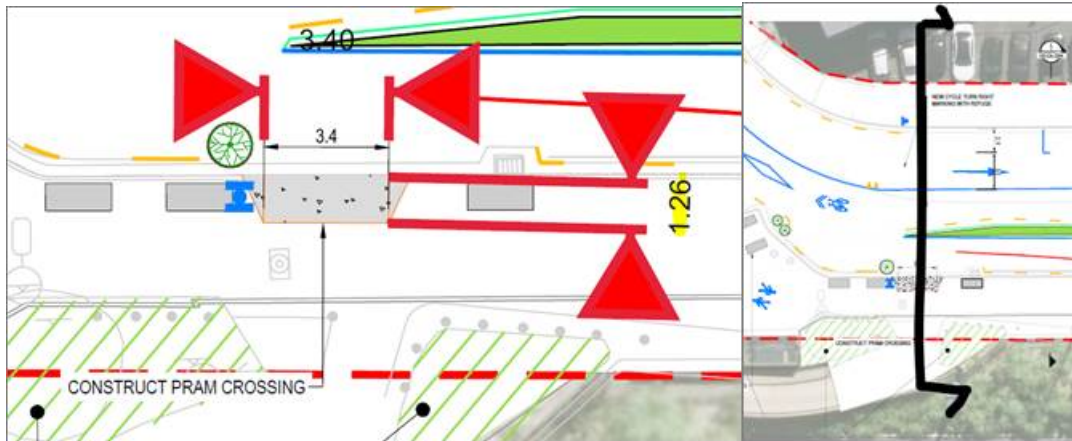 3.40
3.4
1.26
CONSTRUCT PRAM CROSSING
NEW CYCLE TURN RIGHT
MARKING WITH REFUGE
CONSTRUCT PRAM CROSSING